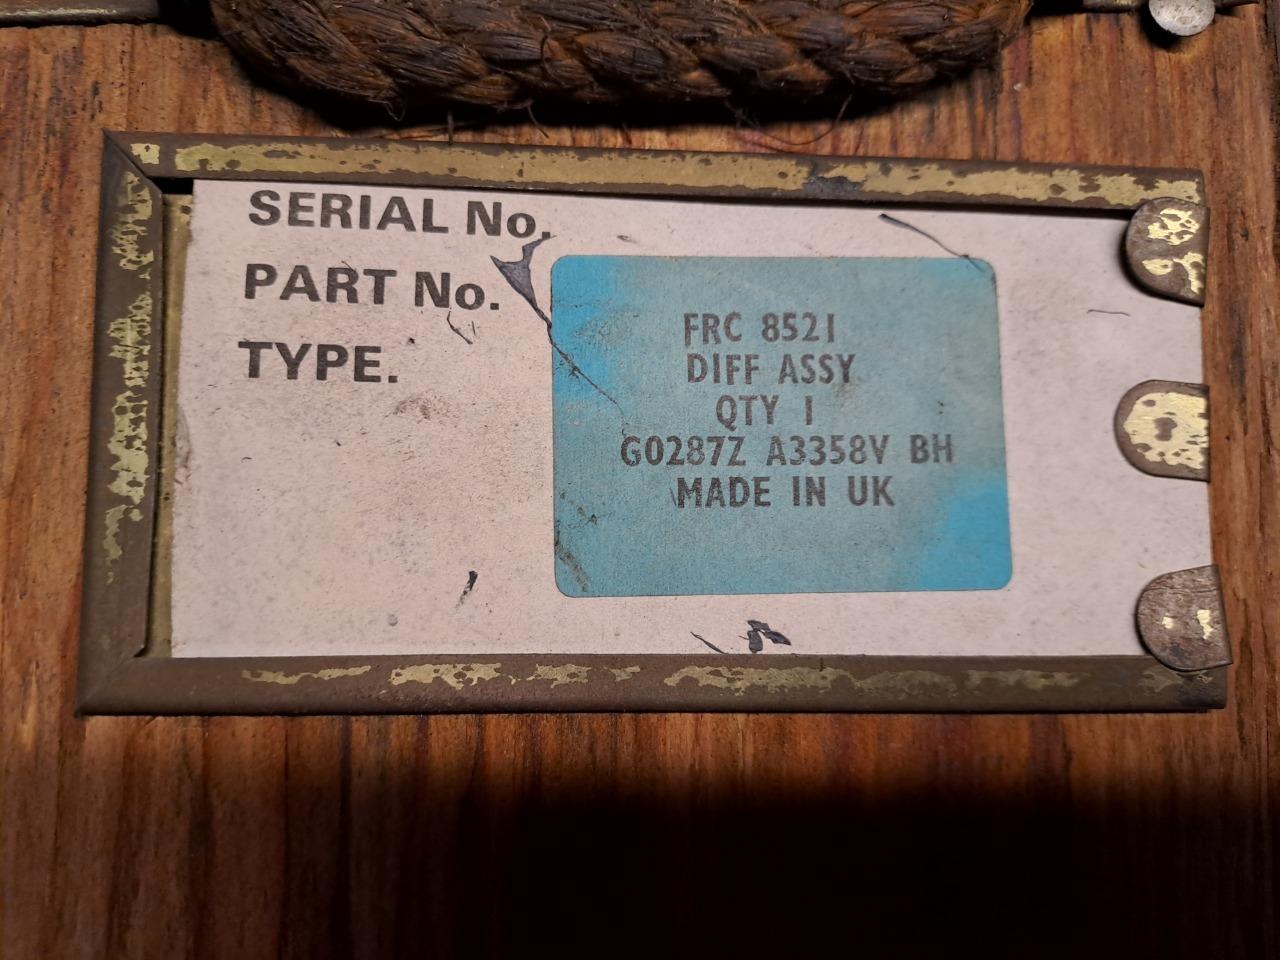 SERIAL No.
PART No.
TYPE.
FRC 8521
DIFF ASSY
QTY 1
G0287Z A3358V BH
MADE IN UK